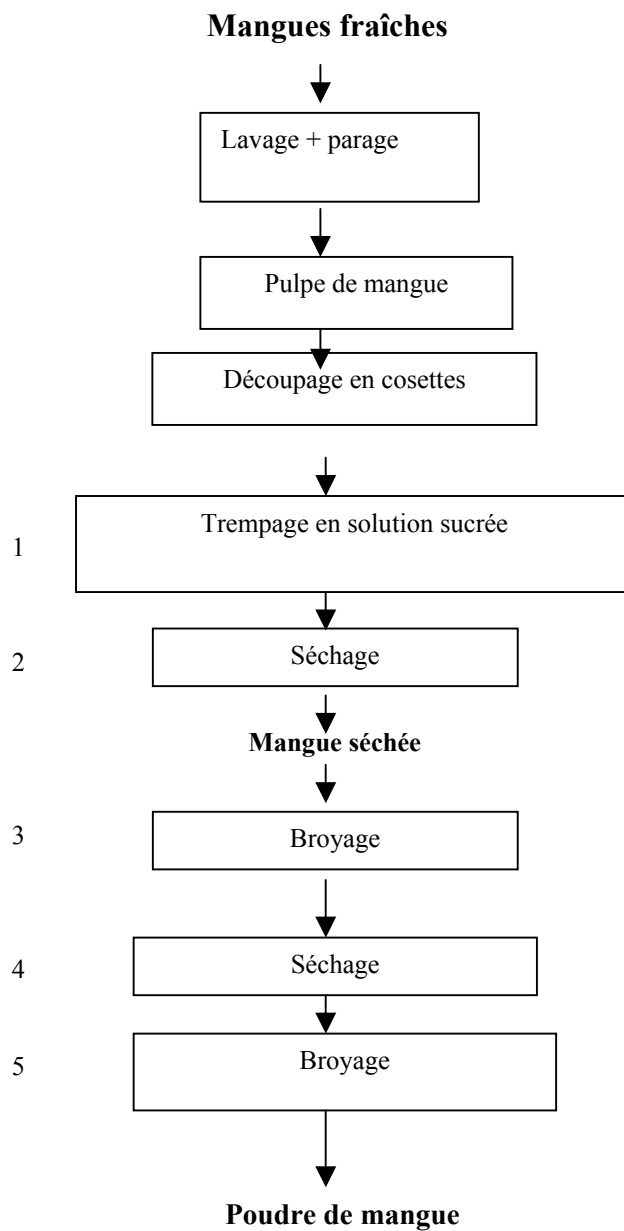 Mangues fraîches
Lavage + parage
Pulpe de mangue
Découpage en cosettes
1 Trempage en solution sucrée
2 Séchage
Mangue séchée
3 Broyage
4 Séchage
5 Broyage
Poudre de mangue